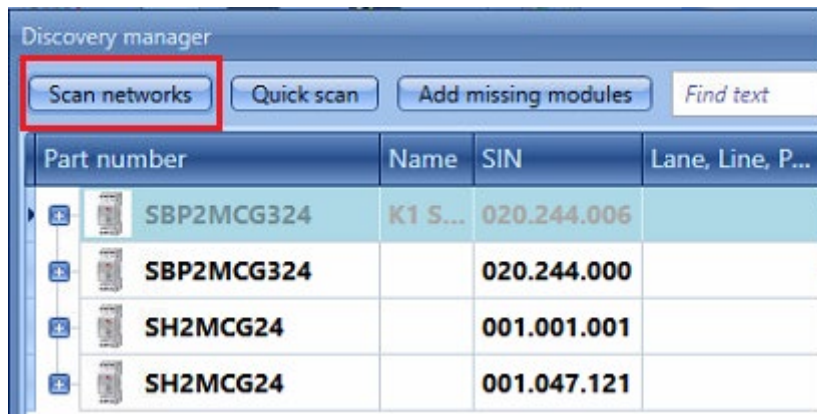 Discovery manager
Scan networks Quick scan Add missing modules Find text
Part number Name SIN Lane, Line, P...
SBP2MCG324 K1 S... 020.244.006
SBP2MCG324 020.244.000
SH2MCG24 001.001.001
SH2MCG24 001.047.121